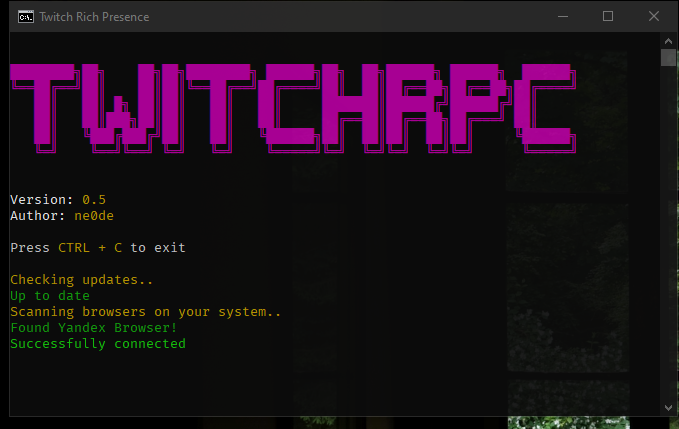 Twitch Rich Presence
TWITCHRPC
Version: 0.5
Author: ne0de
Press CTRL + C to exit
Checking updates..
Up to date
Scanning browsers on your system..
Found Yandex Browser!
Successfully connected